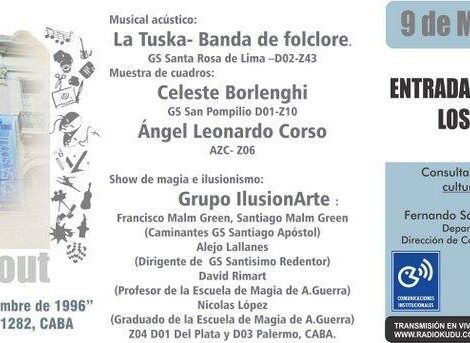 Musical acústico:
La Tuska- Banda de folclore.
GS Santa Rosa de Lima –D02-Z43
Muestra de cuadros:
Celeste Borlenghi
GS San Pompilio D01-Z10
Ángel Leonardo Corso
AZC- Z06
Show de magia e ilusionismo:
Grupo IlusionArte :
Francisco Malm Green, Santiago Malm Green
(Caminantes GS Santiago Apóstol)
Alejo Lallanes
(Dirigente de GS Santisimo Redentor)
David Rimart
(Profesor de la Escuela de Magia de A.Guerra)
Nicolas López
(Graduado de la Escuela de Magia de A.Guerra)
Z04 D01 Del Plata y D03 Palermo, CABA.
out
mbre de 1996”
1282, CABA
9 de M
ENTRADA
LOS
Consulta
cultur
Fernando Sá
Depar
Dirección de Co
COMUNICACIONES
INSTITUCIONALES
TRANSMISIÓN EN VIV
WWW.RADIOKUDU.C